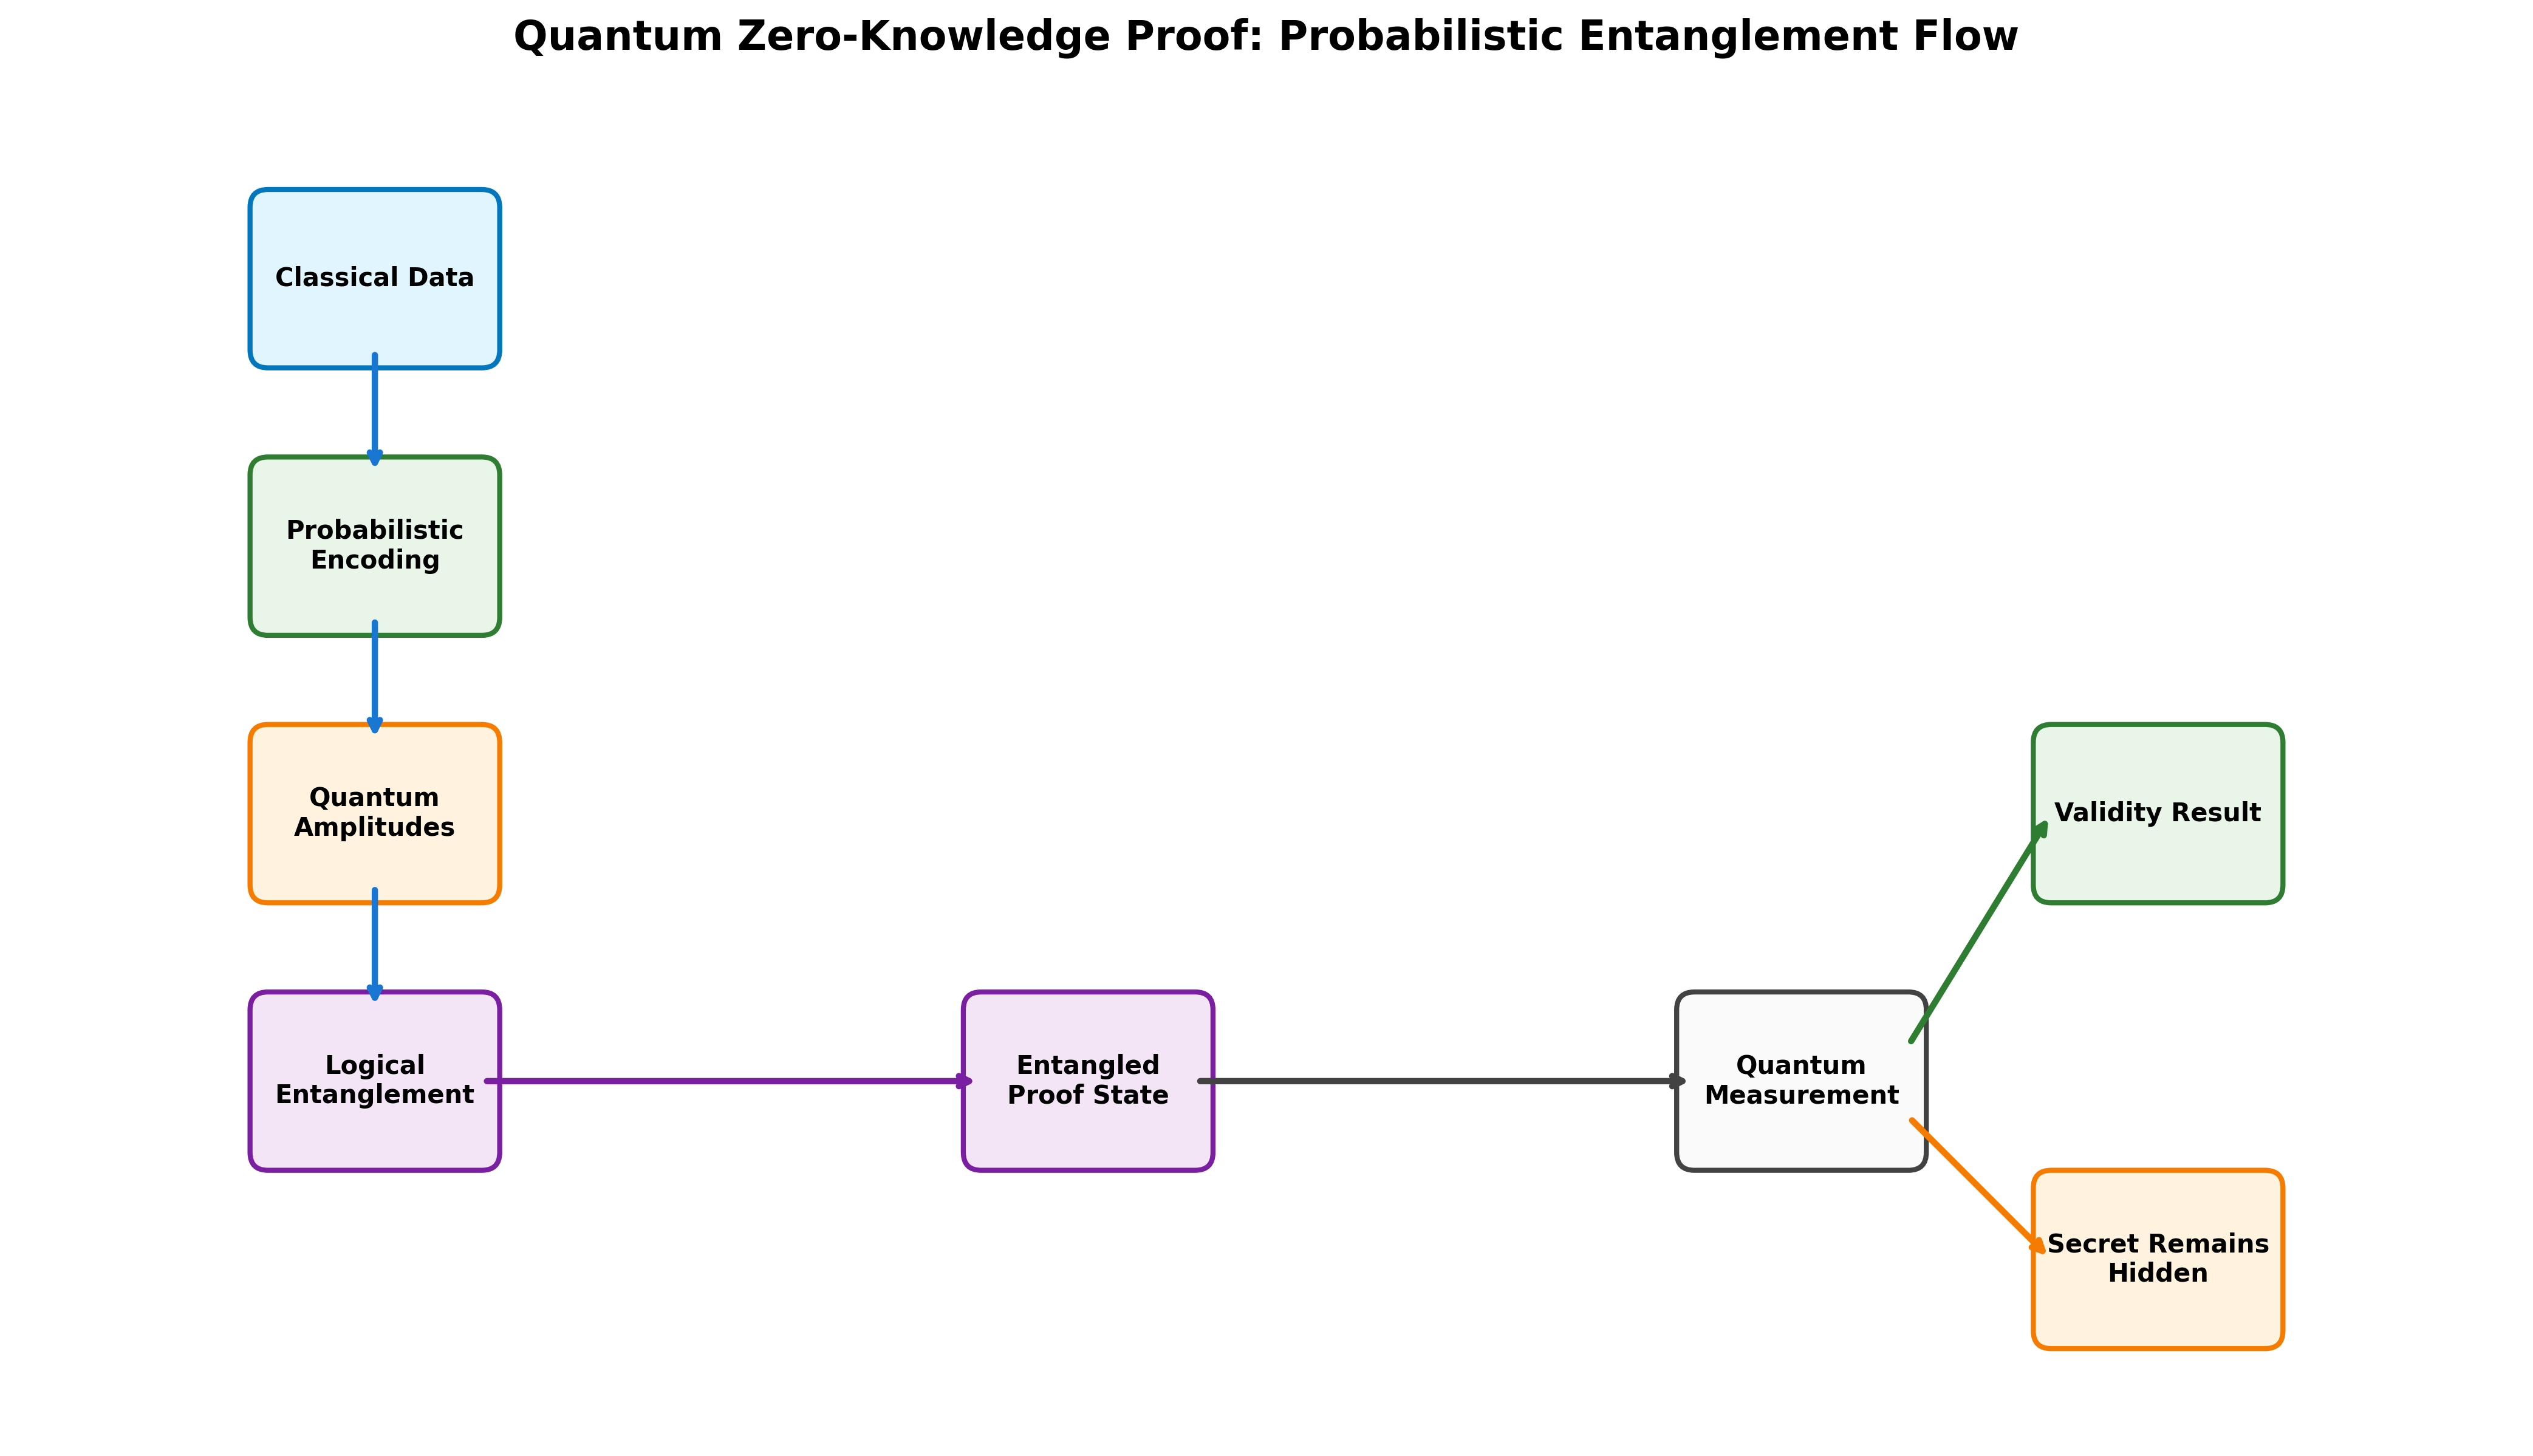 Quantum Zero-Knowledge Proof: Probabilistic Entanglement Flow
Classical Data
Probabilistic
Encoding
Quantum
Amplitudes
Logical
Entanglement
Entangled
Proof State
Quantum
Measurement
Validity Result
Secret Remains
Hidden